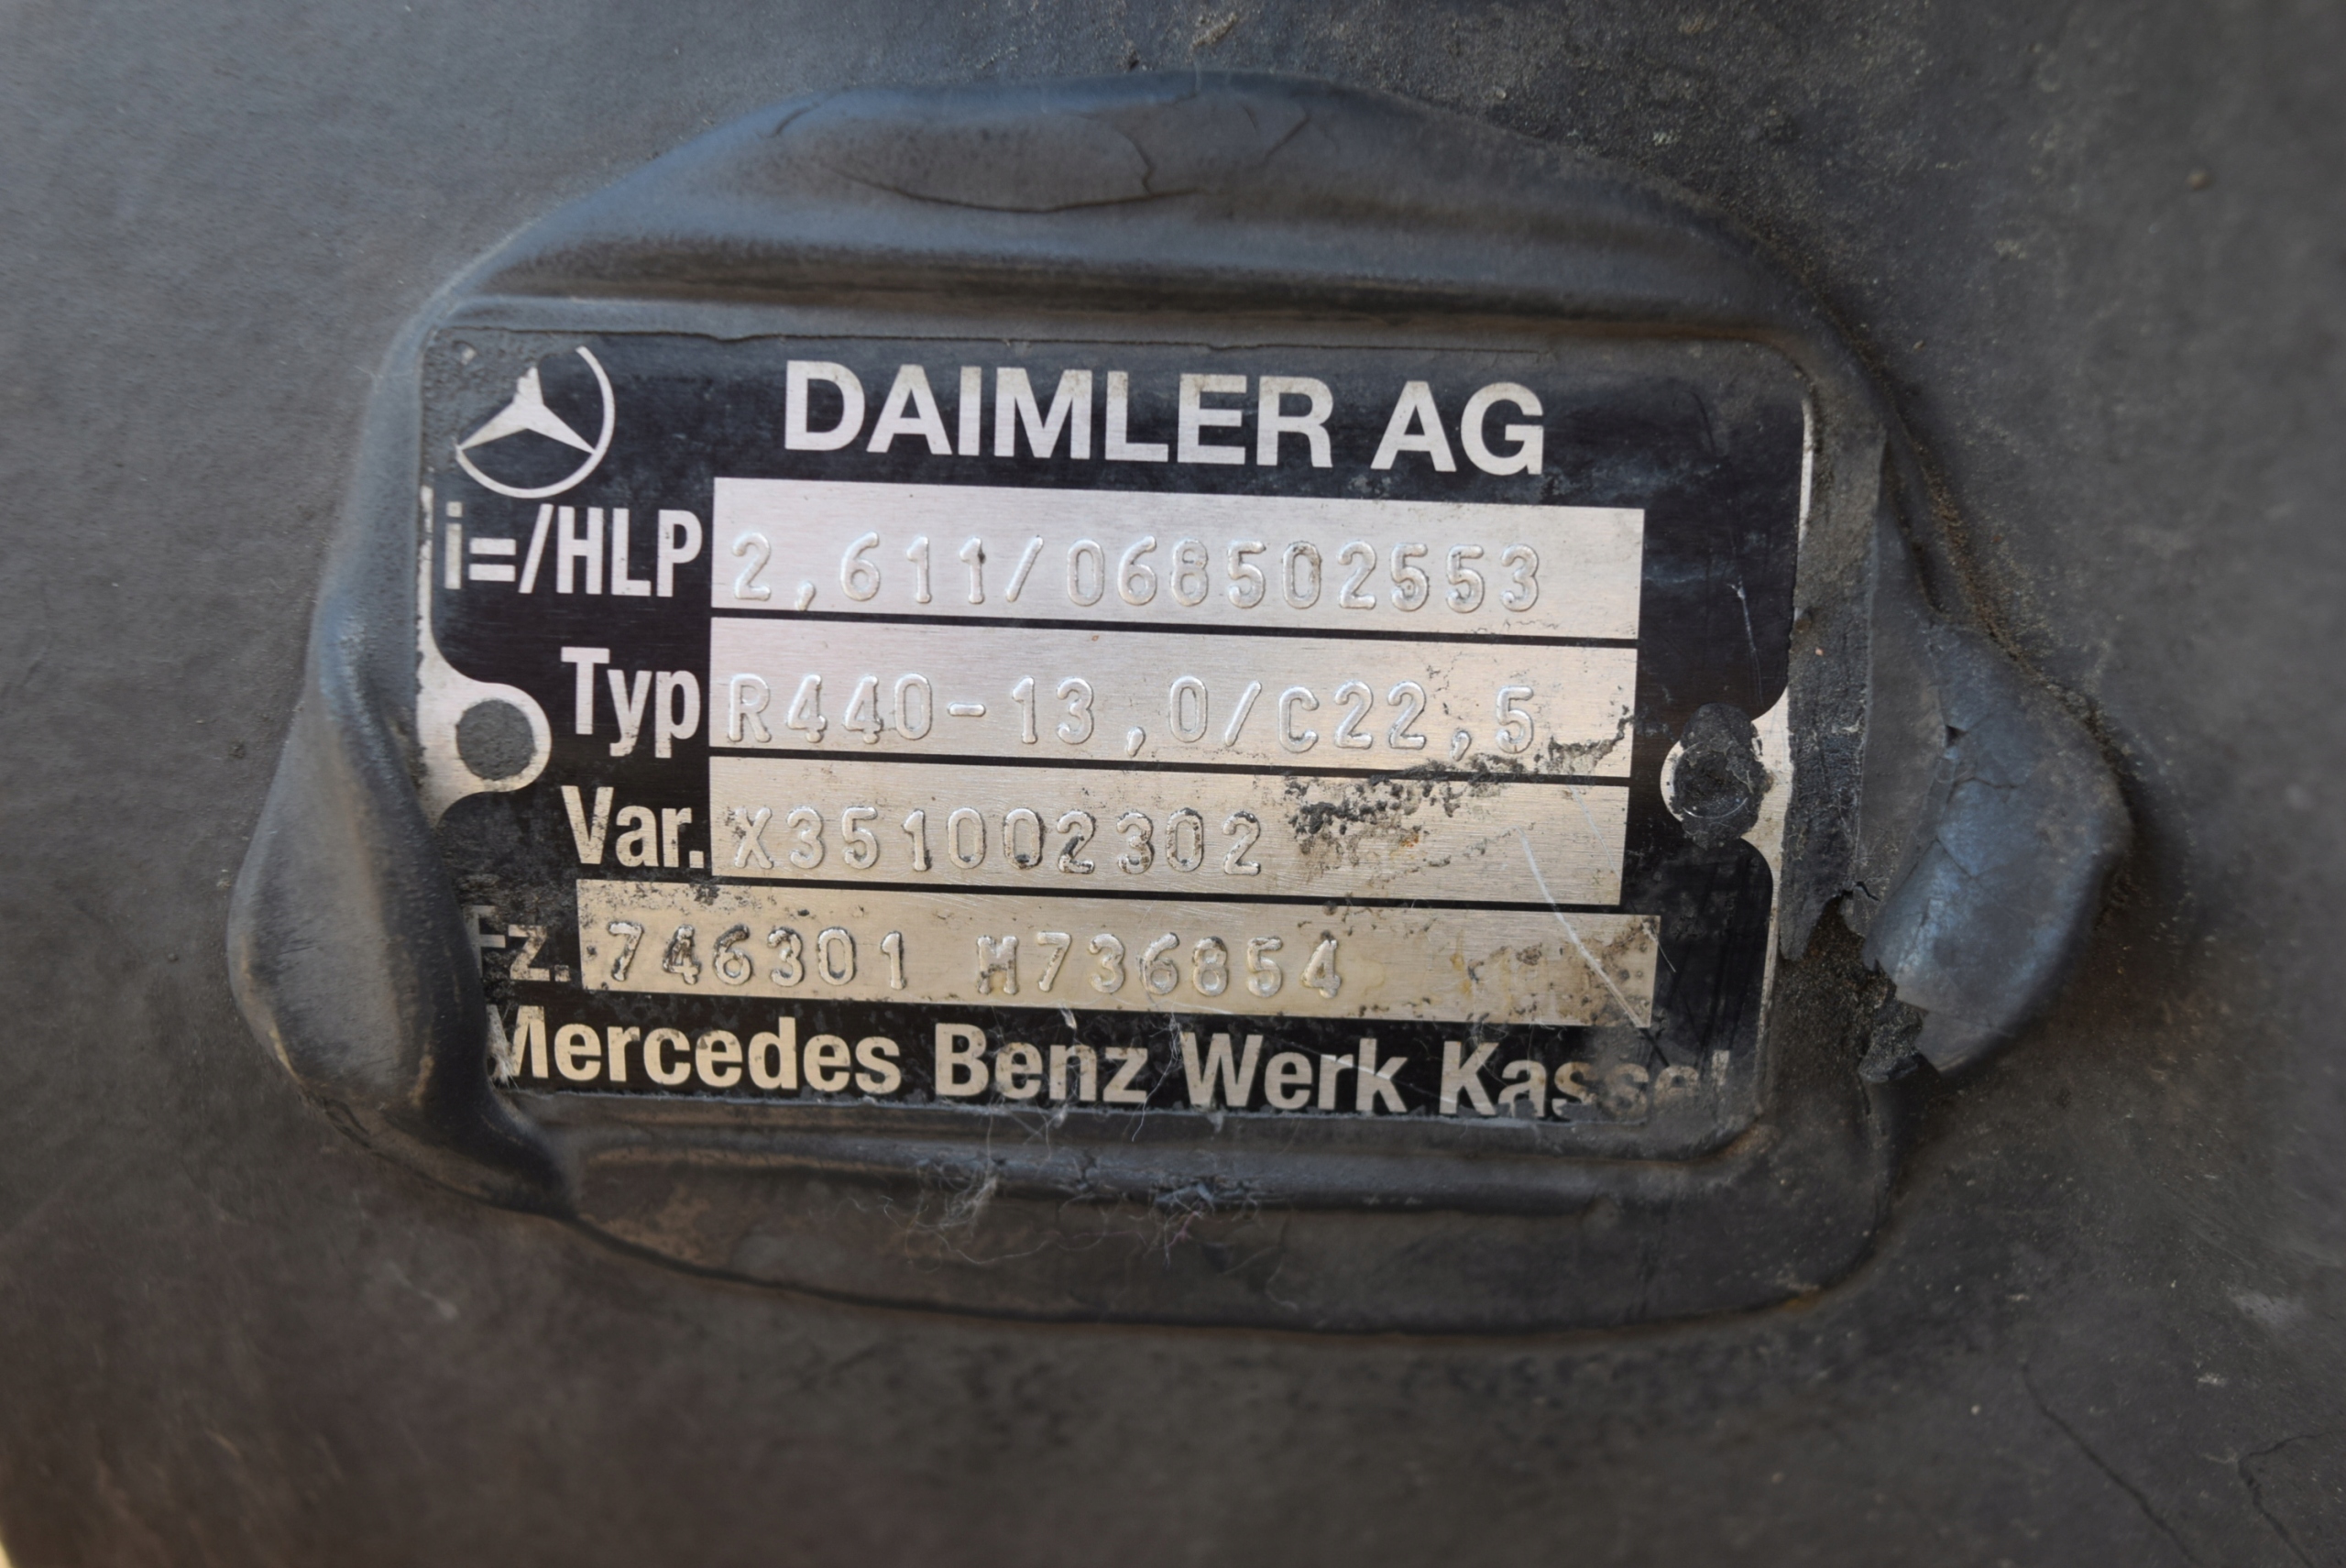 DAIMLER AG
i=/HLP 2,611/068502553
Typ R440-13,0/C22,5
Var. X351002302
Fz. 746301 M736854
Mercedes Benz Werk Kassel